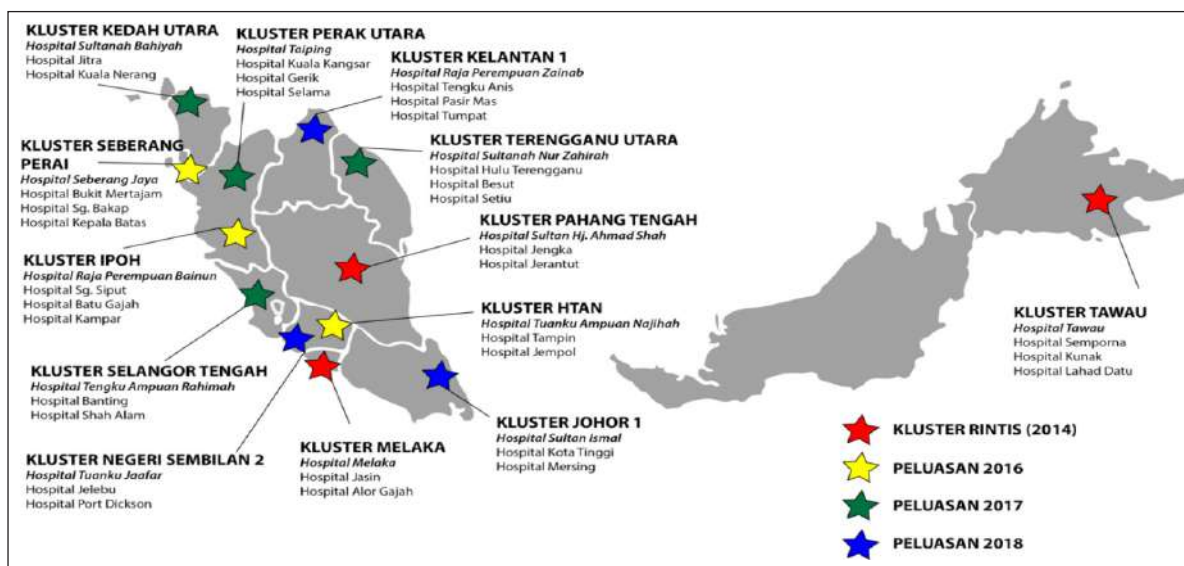 KLUSTER KEDAH UTARA
Hospital Sultanah Bahiyah
Hospital Jitra
Hospital Kuala Nerang
KLUSTER PERAK UTARA
Hospital Taiping
Hospital Kuala Kangsar
Hospital Gerik
Hospital Selama
KLUSTER KELANTAN 1
Hospital Raja Perempuan Zainab
Hospital Tengku Anis
Hospital Pasir Mas
Hospital Tumpat
KLUSTER SEBERANG
PERAI
Hospital Seberang Jaya
Hospital Bukit Mertajam
Hospital Sg. Bakap
Hospital Kepala Batas
KLUSTER TERENGGANU UTARA
Hospital Sultanah Nur Zahirah
Hospital Hulu Terengganu
Hospital Besut
Hospital Setiu
KLUSTER PAHANG TENGAH
Hospital Sultan Hj. Ahmad Shah
Hospital Jengka
Hospital Jerantut
KLUSTER IPOH
Hospital Raja Perempuan Bainun
Hospital Sg. Siput
Hospital Batu Gajah
Hospital Kampar
KLUSTER HTAN
Hospital Tuanku Ampuan Najihah
Hospital Tampin
Hospital Jempol
KLUSTER TAWAU
Hospital Tawau
Hospital Semporna
Hospital Kunak
Hospital Lahad Datu
KLUSTER SELANGOR TENGAH
Hospital Tengku Ampuan Rahimah
Hospital Banting
Hospital Shah Alam
KLUSTER NEGERI SEMBILAN 2
Hospital Tuanku Jaafar
Hospital Jelebu
Hospital Port Dickson
KLUSTER MELAKA
Hospital Melaka
Hospital Jasin
Hospital Alor Gajah
KLUSTER JOHOR 1
Hospital Sultan Ismal
Hospital Kota Tinggi
Hospital Mersing
KLUSTER RINTIS (2014)
PELUASAN 2016
PELUASAN 2017
PELUASAN 2018